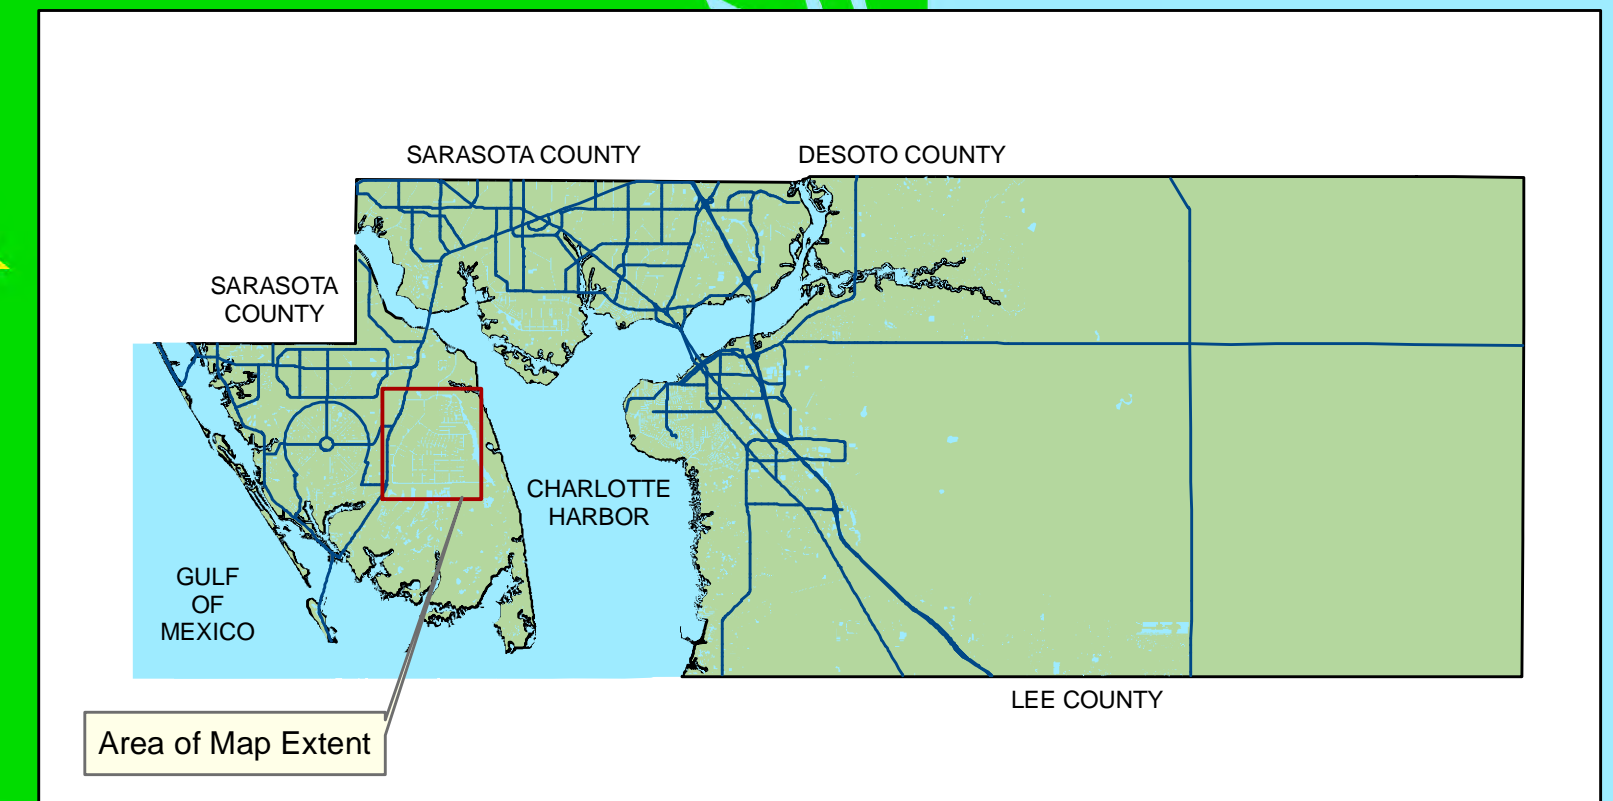 SARASOTA COUNTY
DESOTO COUNTY
SARASOTA
COUNTY
CHARLOTTE
HARBOR
GULF
OF
MEXICO
LEE COUNTY
Area of Map Extent